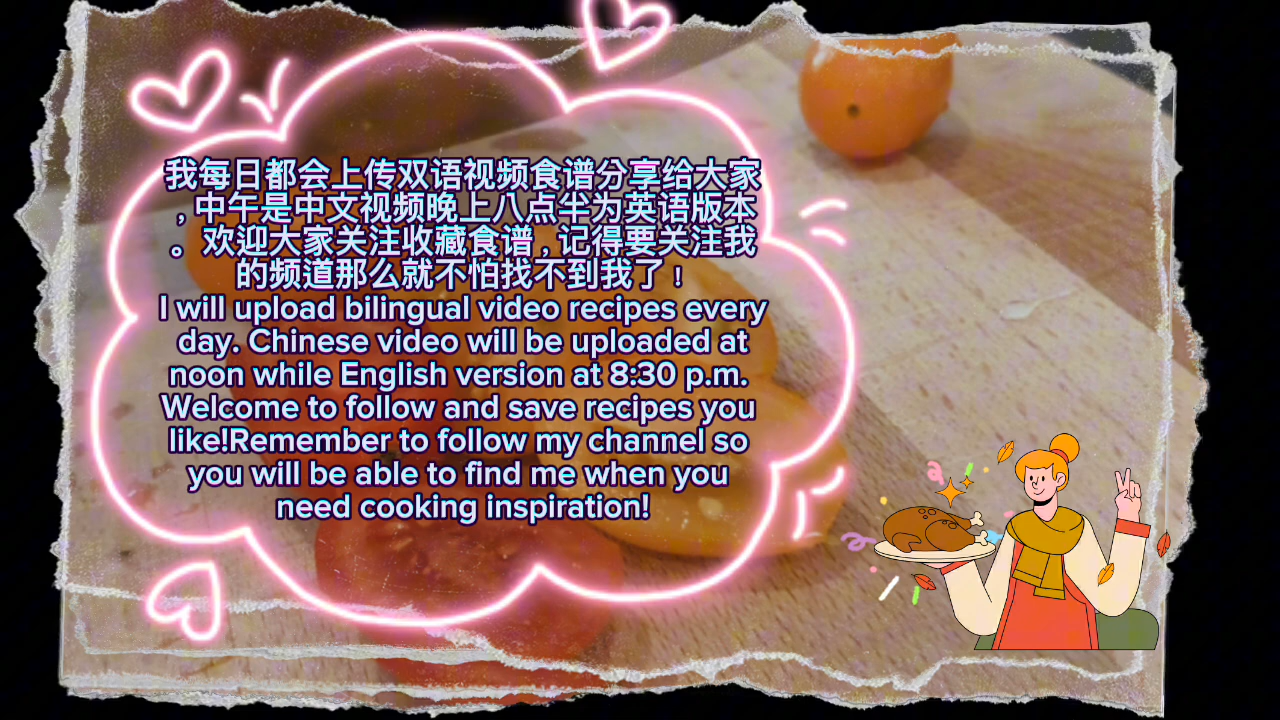 我每日都会上传双语视频食谱分享给大家
，中午是中文视频晚上八点半为英语版本
。欢迎大家关注收藏食谱，记得要关注我
的频道那么就不怕找不到我了！
I will upload bilingual video recipes every
day. Chinese video will be uploaded at
noon while English version at 8:30 p.m.
Welcome to follow and save recipes you
like!Remember to follow my channel so
you will be able to find me when you
need cooking inspiration!